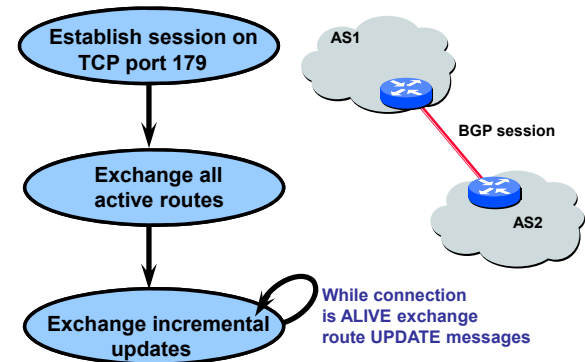 Establish session on
TCP port 179
AS1
BGP session
Exchange all
active routes
AS2
Exchange incremental
updates
While connection
is ALIVE exchange
route UPDATE messages